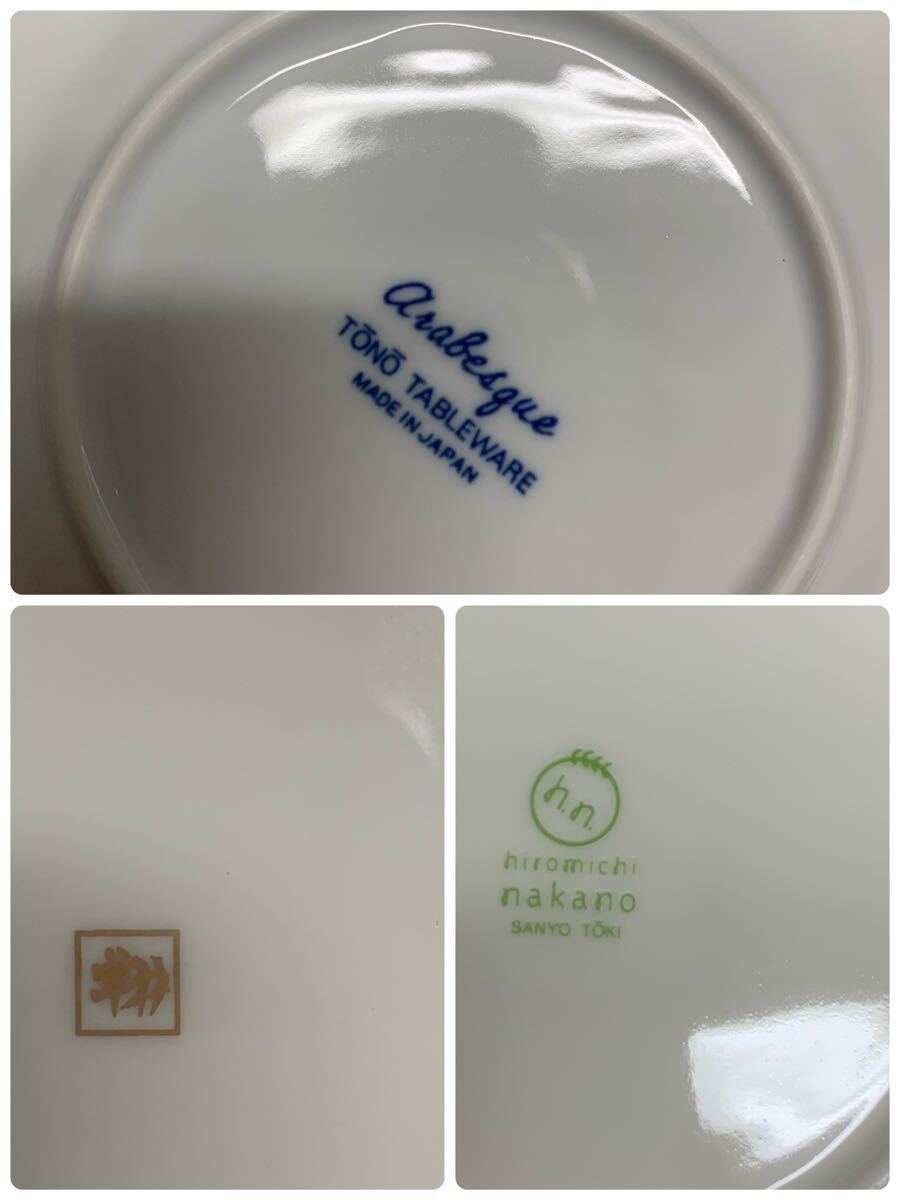 Arabesque
TŌNŌ TABLEWARE
MADE IN JAPAN
h.n.
hiromichi
nakano
SANYO TŌKI